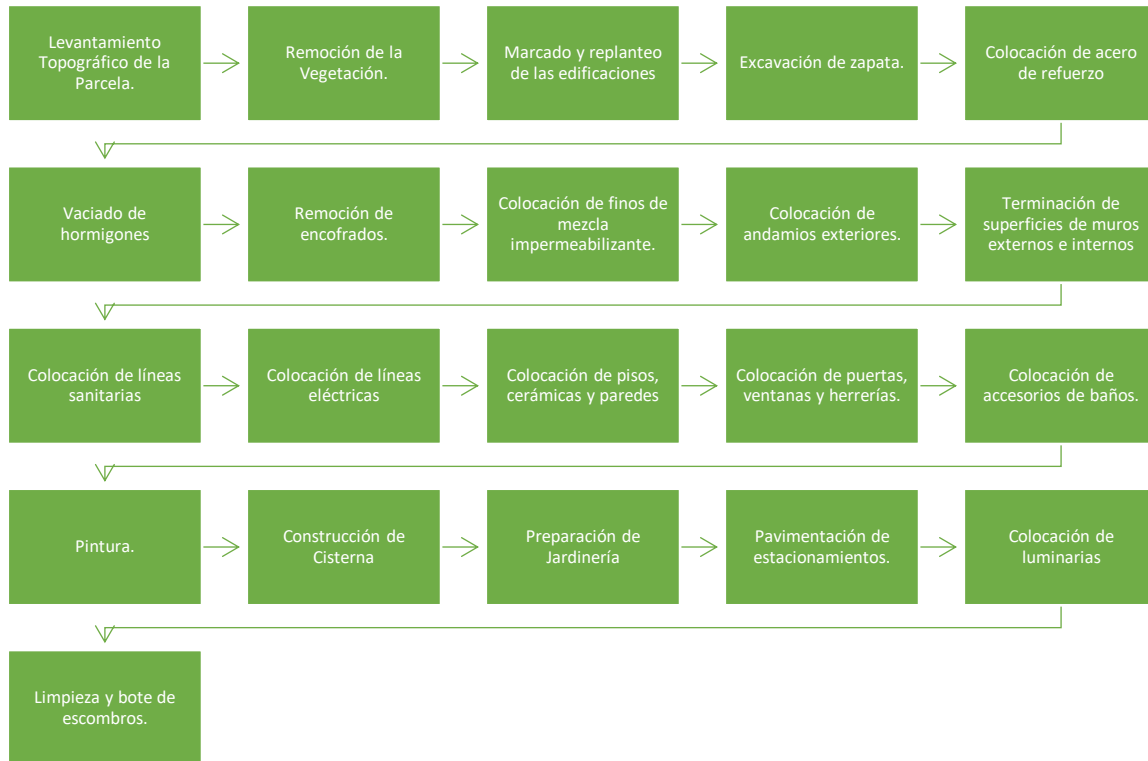 Levantamiento
Topográfico de la
Parcela.
Remoción de la
Vegetación.
Marcado y replanteo
de las edificaciones
Excavación de zapata.
Colocación de acero
de refuerzo
Vaciado de
hormigones
Remoción de
encofrados.
Colocación de finos de
mezcla
impermeabilizante.
Colocación de
andamios exteriores.
Terminación de
superficies de muros
externos e internos
Colocación de líneas
sanitarias
Colocación de líneas
eléctricas
Colocación de pisos,
cerámicas y paredes
Colocación de puertas,
ventanas y herrerías.
Colocación de
accesorios de baños.
Pintura.
Construcción de
Cisterna
Preparación de
Jardinería
Pavimentación de
estacionamientos.
Colocación de
luminarias
Limpieza y bote de
escombros.